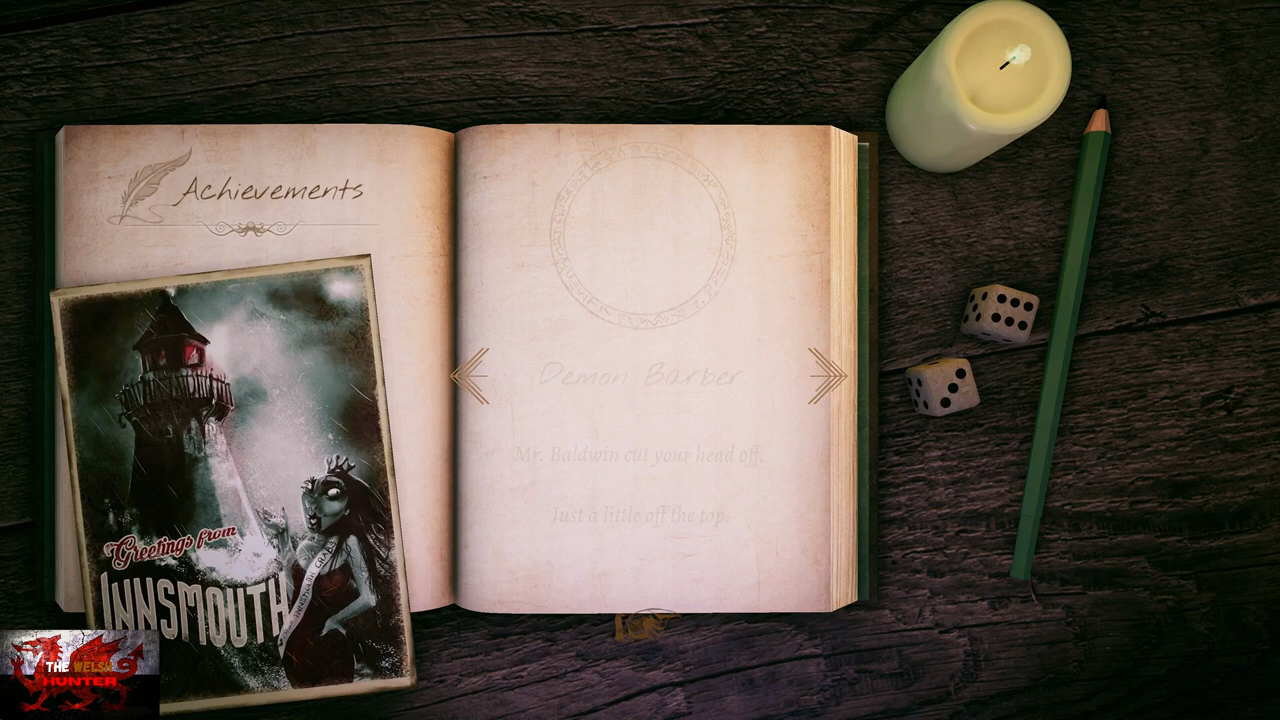 Achievements
Demon Barber
Mr. Baldwin cut your head off.
Just a little off the top.
Greetings from
INNSMOUTH
THE WELSH
HUNTER